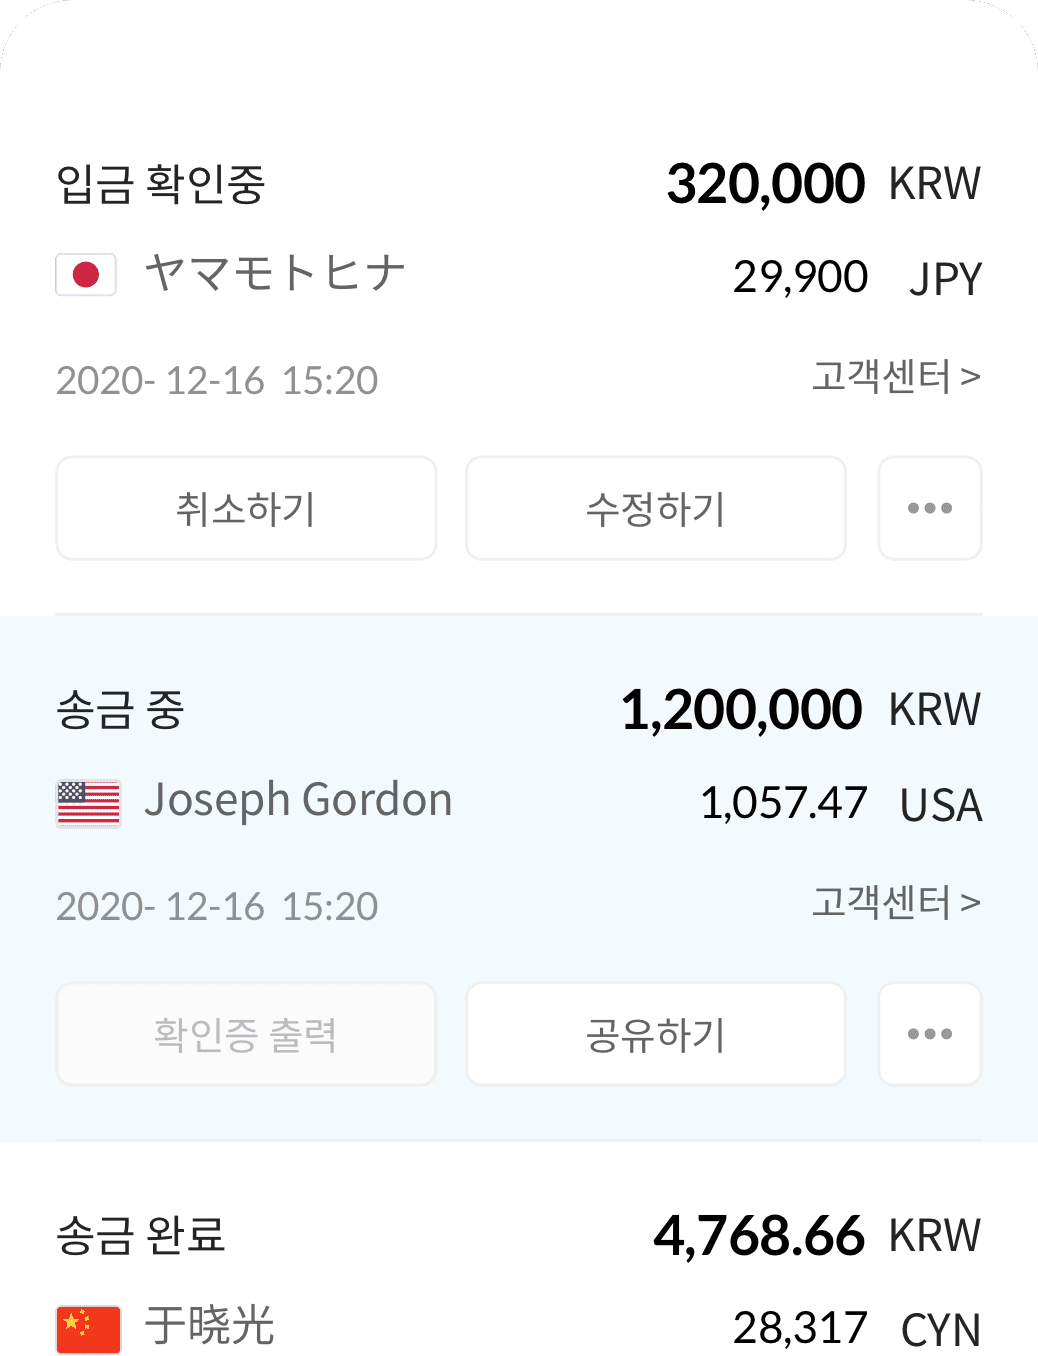 입금 확인중 320,000 KRW
ヤマモトヒナ 29,900 JPY
2020- 12-16 15:20 고객센터 >
취소하기 수정하기
송금 중 1,200,000 KRW
Joseph Gordon 1,057.47 USA
2020- 12-16 15:20 고객센터 >
확인증 출력 공유하기
송금 완료 4,768.66 KRW
于晓光 28,317 CYN